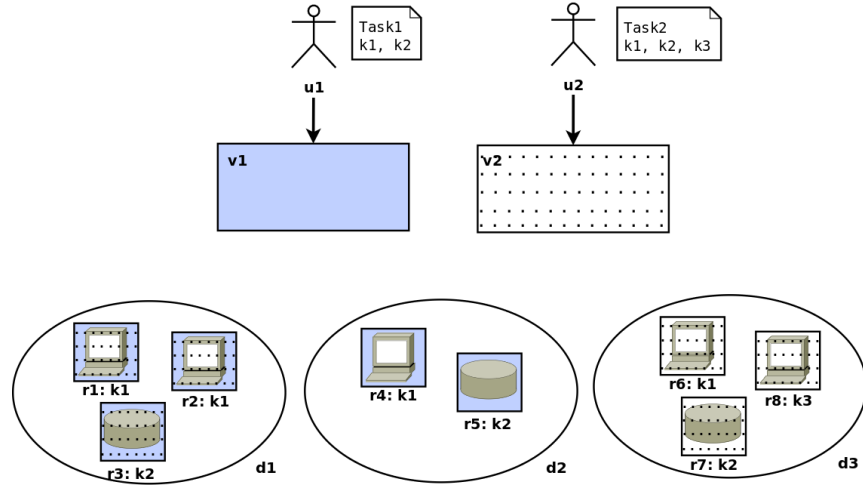 Task1
k1, k2
Task2
k1, k2, k3
u1
u2
v1
v2
r1: k1
r2: k1
r3: k2
d1
r4: k1
r5: k2
d2
r6: k1
r8: k3
r7: k2
d3